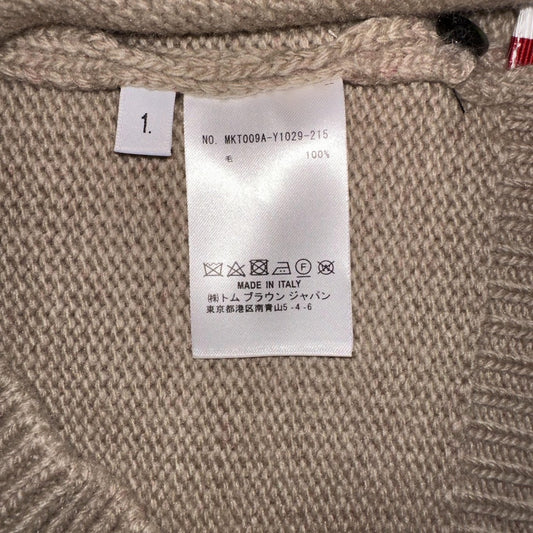 1.
NO. MKT009A-Y1029-215
毛 100%
MADE IN ITALY
㈱トム ブラウン ジャパン
東京都港区南青山5-4-6